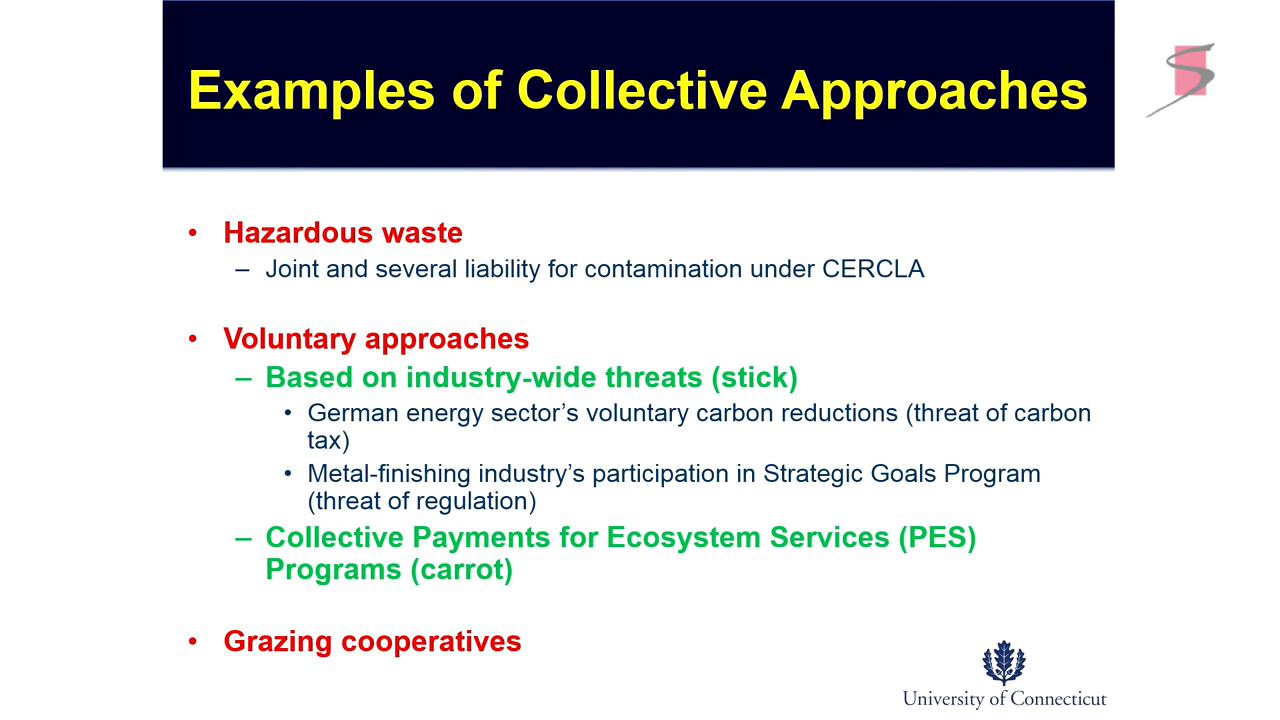 Examples of Collective Approaches
• Hazardous waste
– Joint and several liability for contamination under CERCLA
• Voluntary approaches
– Based on industry-wide threats (stick)
• German energy sector’s voluntary carbon reductions (threat of carbon
tax)
• Metal-finishing industry’s participation in Strategic Goals Program
(threat of regulation)
– Collective Payments for Ecosystem Services (PES)
Programs (carrot)
• Grazing cooperatives
University of Connecticut